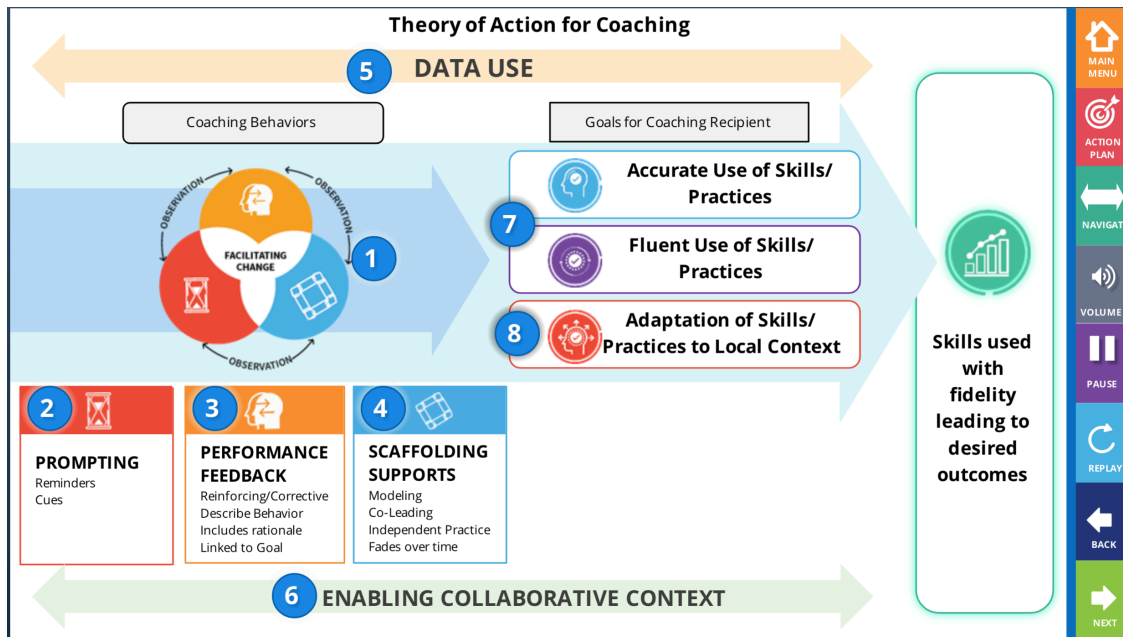 Theory of Action for Coaching
5
DATA USE
Coaching Behaviors
Goals for Coaching Recipient
OBSERVATION
OBSERVATION
FACILITATING
CHANGE
OBSERVATION
1
7
Accurate Use of Skills/
Practices
Fluent Use of Skills/
Practices
8
Adaptation of Skills/
Practices to Local Context
2
PROMPTING
Reminders
Cues
3
PERFORMANCE
FEEDBACK
Reinforcing/Corrective
Describe Behavior
Includes rationale
Linked to Goal
4
SCAFFOLDING
SUPPORTS
Modeling
Co-Leading
Independent Practice
Fades over time
6
ENABLING COLLABORATIVE CONTEXT
Skills used
with
fidelity
leading to
desired
outcomes
MAIN
MENU
ACTION
PLAN
NAVIGAT
VOLUME
PAUSE
REPLAY
BACK
NEXT